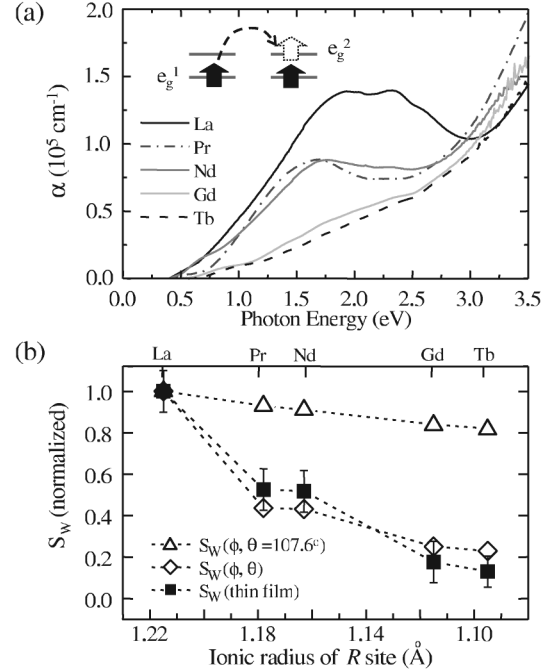 (a)
2.0
1.5
1.0
0.5
0.0
α (10⁵ cm⁻¹)
e_g¹
e_g²
La
Pr
Nd
Gd
Tb
0.0 0.5 1.0 1.5 2.0 2.5 3.0 3.5
Photon Energy (eV)
(b)
La Pr Nd Gd Tb
1.0
0.8
0.6
0.4
0.2
0.0
S_W (normalized)
S_W(ϕ, θ =107.6°)
S_W(ϕ, θ)
S_W(thin film)
1.22 1.18 1.14 1.10
Ionic radius of R site (Å)